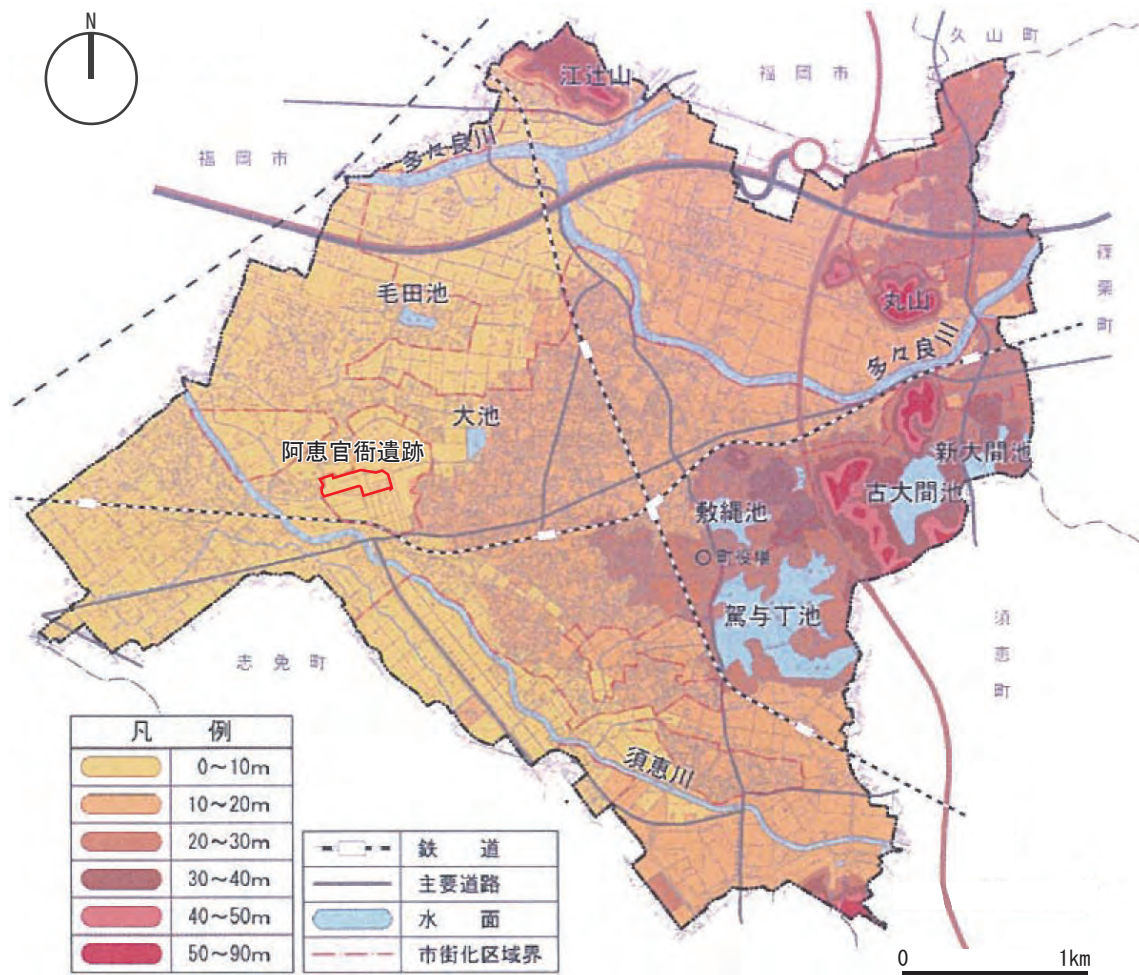 N
久山町
福岡市
江辻山
福岡市
多々良川
篠栗町
毛田池
丸山
多々良川
大池
阿恵官衙遺跡
新大間池
古大間池
敷縄池
町役場
駕与丁池
須恵町
志免町
須恵川
凡 例
0～10m
10～20m
20～30m
30～40m
40～50m
50～90m
鉄 道
主要道路
水 面
市街化区域界
0 1km